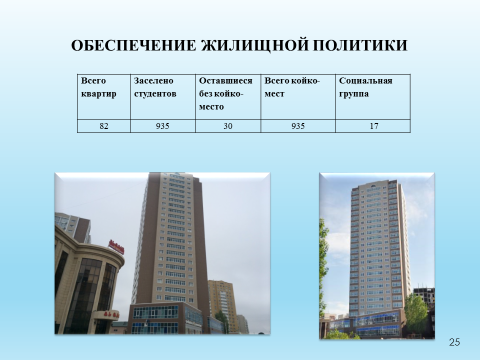 ОБЕСПЕЧЕНИЕ ЖИЛИЩНОЙ ПОЛИТИКИ
Всего Заселено Оставшиеся Всего койко- Социальная
квартир студентов без койко- мест группа
место
82 935 30 935 17
25